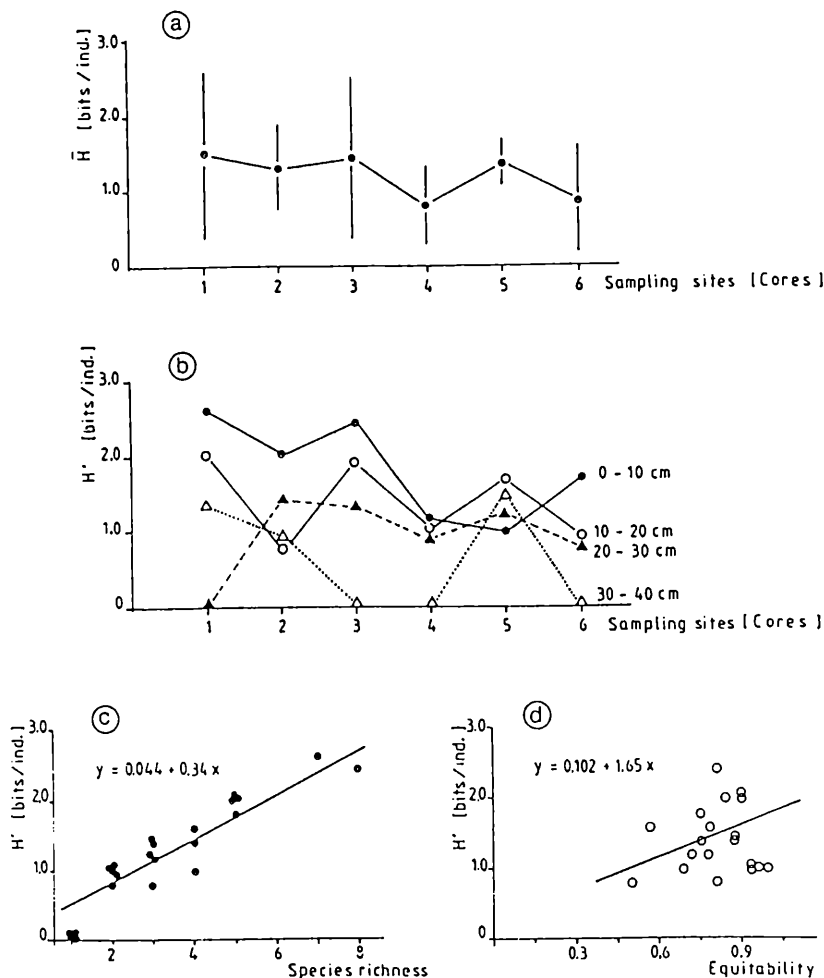 a
H̄ [bits/ind.]
3.0
2.0
1.0
0
1 2 3 4 5 6
Sampling sites [Cores]
b
H' [bits/ind.]
3.0
2.0
1.0
0
0 - 10 cm
10 - 20 cm
20 - 30 cm
30 - 40 cm
1 2 3 4 5 6
Sampling sites [Cores]
c
H' [bits/ind.]
3.0
2.0
1.0
0
y = 0.044 + 0.34 x
2 4 6 8
Species richness
d
H' [bits/ind.]
3.0
2.0
1.0
0
y = 0.102 + 1.65 x
0.3 0.6 0.9
Equitability